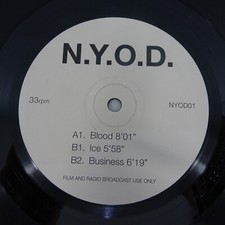 N.Y.O.D.
33rpm NYOD01
A1. Blood 8'01"
B1. Ice 5'58"
B2. Business 6'19"
FILM AND RADIO BROADCAST USE ONLY